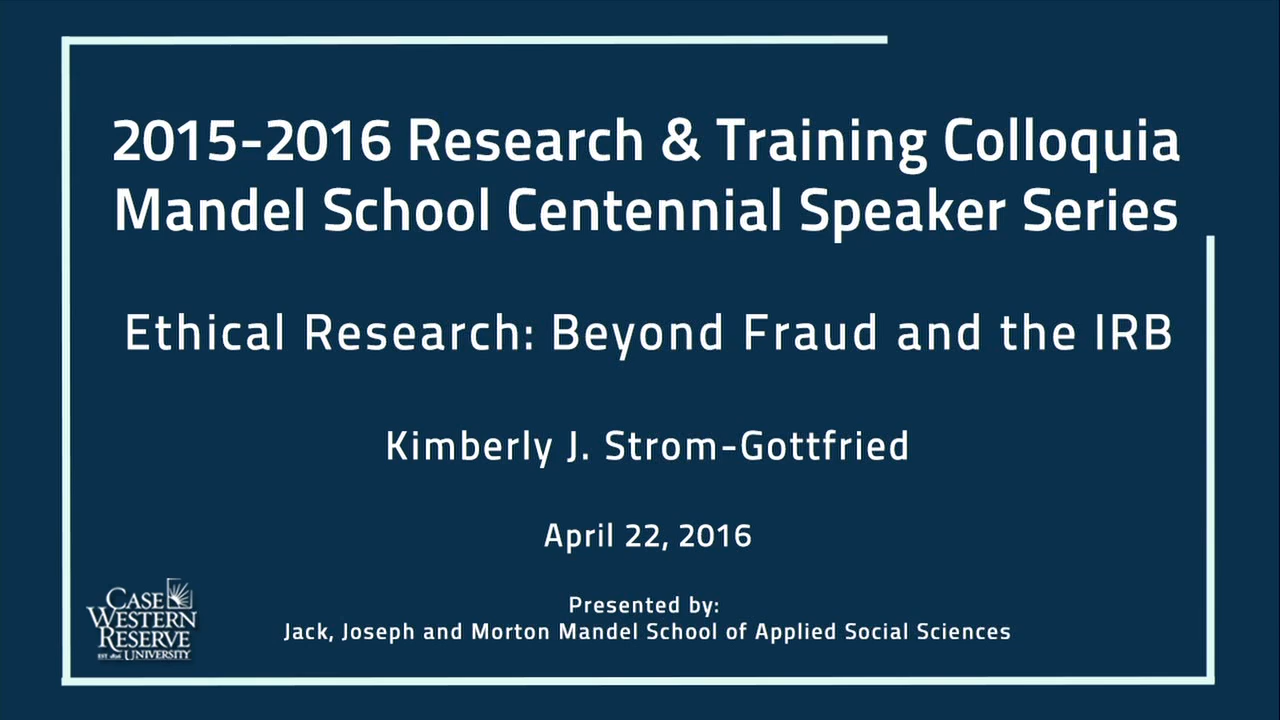 2015-2016 Research & Training Colloquia
Mandel School Centennial Speaker Series
Ethical Research: Beyond Fraud and the IRB
Kimberly J. Strom-Gottfried
April 22, 2016
Presented by:
Jack, Joseph and Morton Mandel School of Applied Social Sciences
CASE
WESTERN
RESERVE
UNIVERSITY